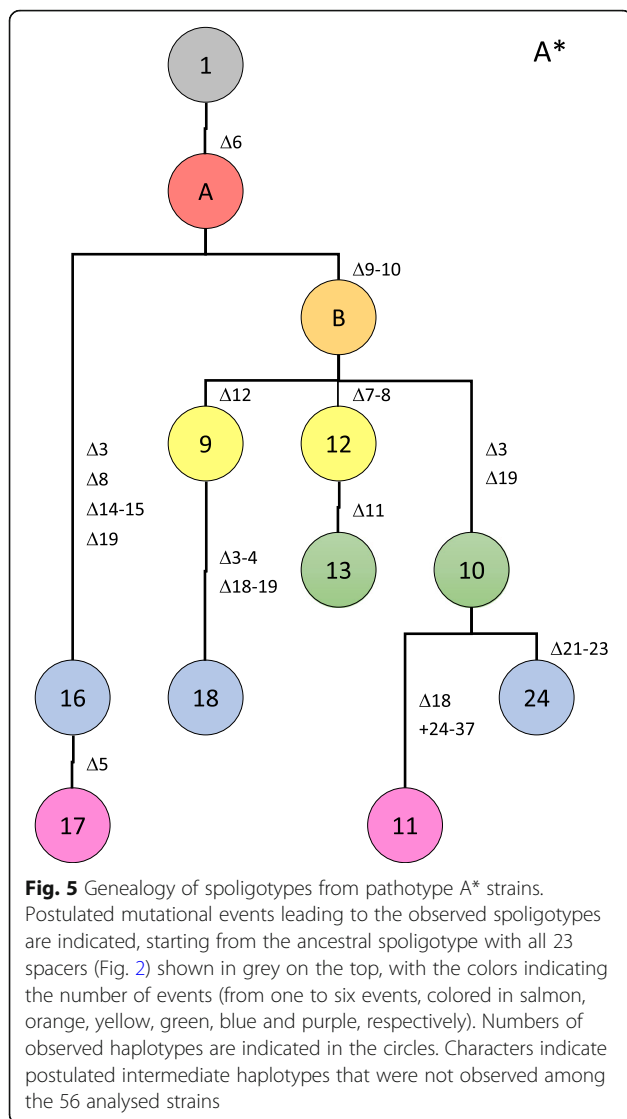 1
A*
Δ6
A
Δ9-10
B
Δ12
Δ7-8
9
12
Δ3
Δ8
Δ14-15
Δ19
Δ3
Δ19
Δ11
Δ3-4
Δ18-19
13
10
Δ21-23
16
18
Δ18
+24-37
24
Δ5
17
11
Fig. 5 Genealogy of spoligotypes from pathotype A* strains.
Postulated mutational events leading to the observed spoligotypes
are indicated, starting from the ancestral spoligotype with all 23
spacers (Fig. 2) shown in grey on the top, with the colors indicating
the number of events (from one to six events, colored in salmon,
orange, yellow, green, blue and purple, respectively). Numbers of
observed haplotypes are indicated in the circles. Characters indicate
postulated intermediate haplotypes that were not observed among
the 56 analysed strains